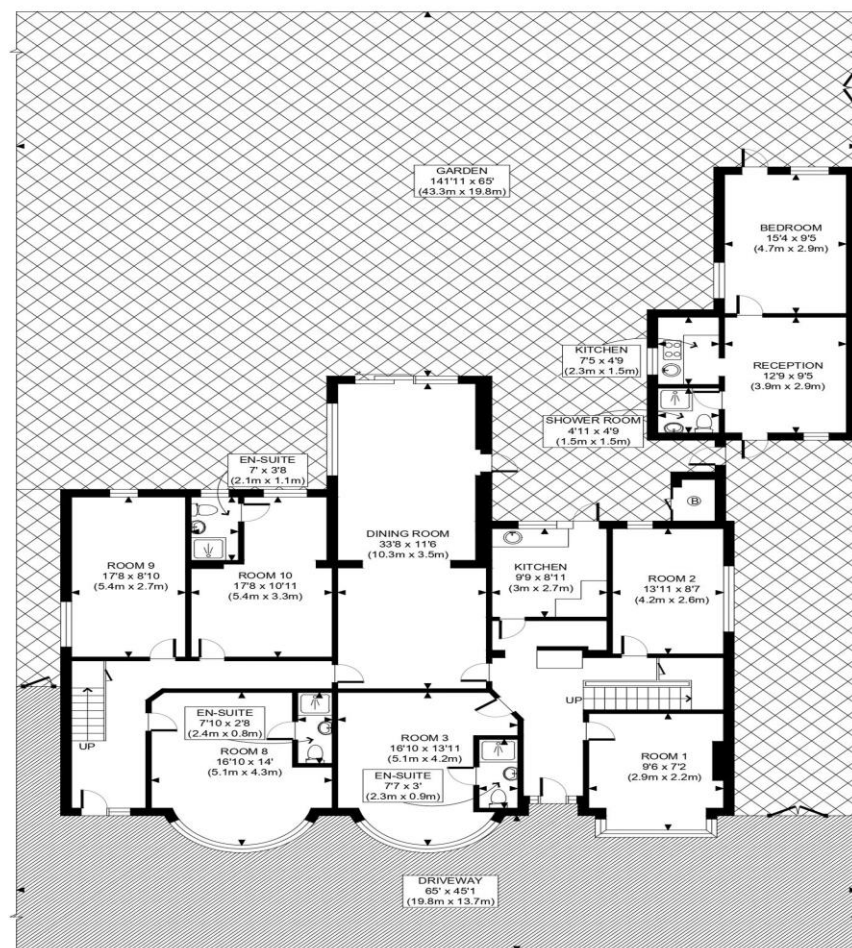 GARDEN
141'11 x 65'
(43.3m x 19.8m)
BEDROOM
15'4 x 9'5
(4.7m x 2.9m)
KITCHEN
7'5 x 4'9
(2.3m x 1.5m)
RECEPTION
12'9 x 9'5
(3.9m x 2.9m)
SHOWER ROOM
4'11 x 4'9
(1.5m x 1.5m)
EN-SUITE
7' x 3'8
(2.1m x 1.1m)
B
DINING ROOM
33'8 x 11'6
(10.3m x 3.5m)
ROOM 9
17'8 x 8'10
(5.4m x 2.7m)
ROOM 10
17'8 x 10'11
(5.4m x 3.3m)
KITCHEN
9'9 x 8'11
(3m x 2.7m)
ROOM 2
13'11 x 8'7
(4.2m x 2.6m)
UP
EN-SUITE
7'10 x 2'8
(2.4m x 0.8m)
ROOM 8
16'10 x 14'
(5.1m x 4.3m)
ROOM 3
16'10 x 13'11
(5.1m x 4.2m)
EN-SUITE
7'7 x 3'
(2.3m x 0.9m)
UP
ROOM 1
9'6 x 7'2
(2.9m x 2.2m)
DRIVEWAY
65' x 45'1
(19.8m x 13.7m)